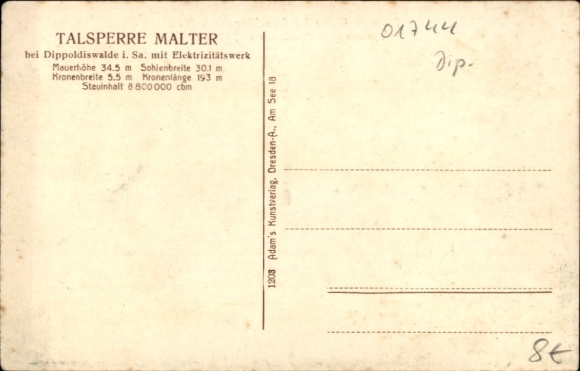 TALSPERRE MALTER
bei Dippoldiswalde i. Sa. mit Elektrizitätswerk
Mauerhöhe 34.5 m Sohlenbreite 30.1 m
Kronenbreite 5.5 m Kronenlänge 193 m
Stauinhalt 8 800 000 cbm
1203 Adam's Kunstverlag, Dresden-A., Am See 18
01744
Dip.
8€